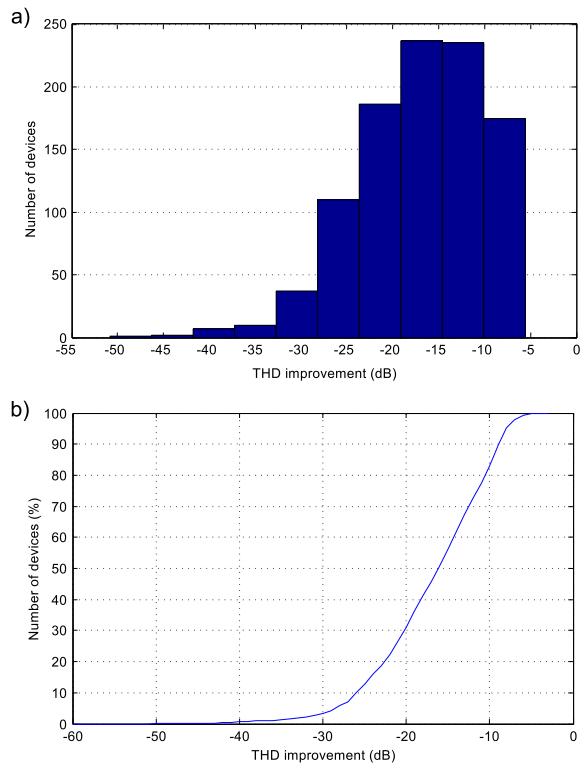 a)
250
200
150
100
50
0
Number of devices
-55 -50 -45 -40 -35 -30 -25 -20 -15 -10 -5 0
THD improvement (dB)
b)
100
90
80
70
60
50
40
30
20
10
0
Number of devices (%)
-60 -50 -40 -30 -20 -10 0
THD improvement (dB)